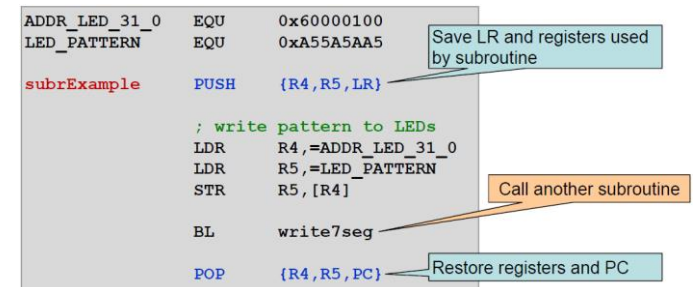 ADDR_LED_31_0 EQU 0x60000100
LED_PATTERN EQU 0xA55A5AA5
Save LR and registers used
by subroutine
subrExample PUSH {R4,R5,LR}
; write pattern to LEDs
LDR R4,=ADDR_LED_31_0
LDR R5,=LED_PATTERN
STR R5,[R4]
Call another subroutine
BL write7seg
POP {R4,R5,PC}
Restore registers and PC